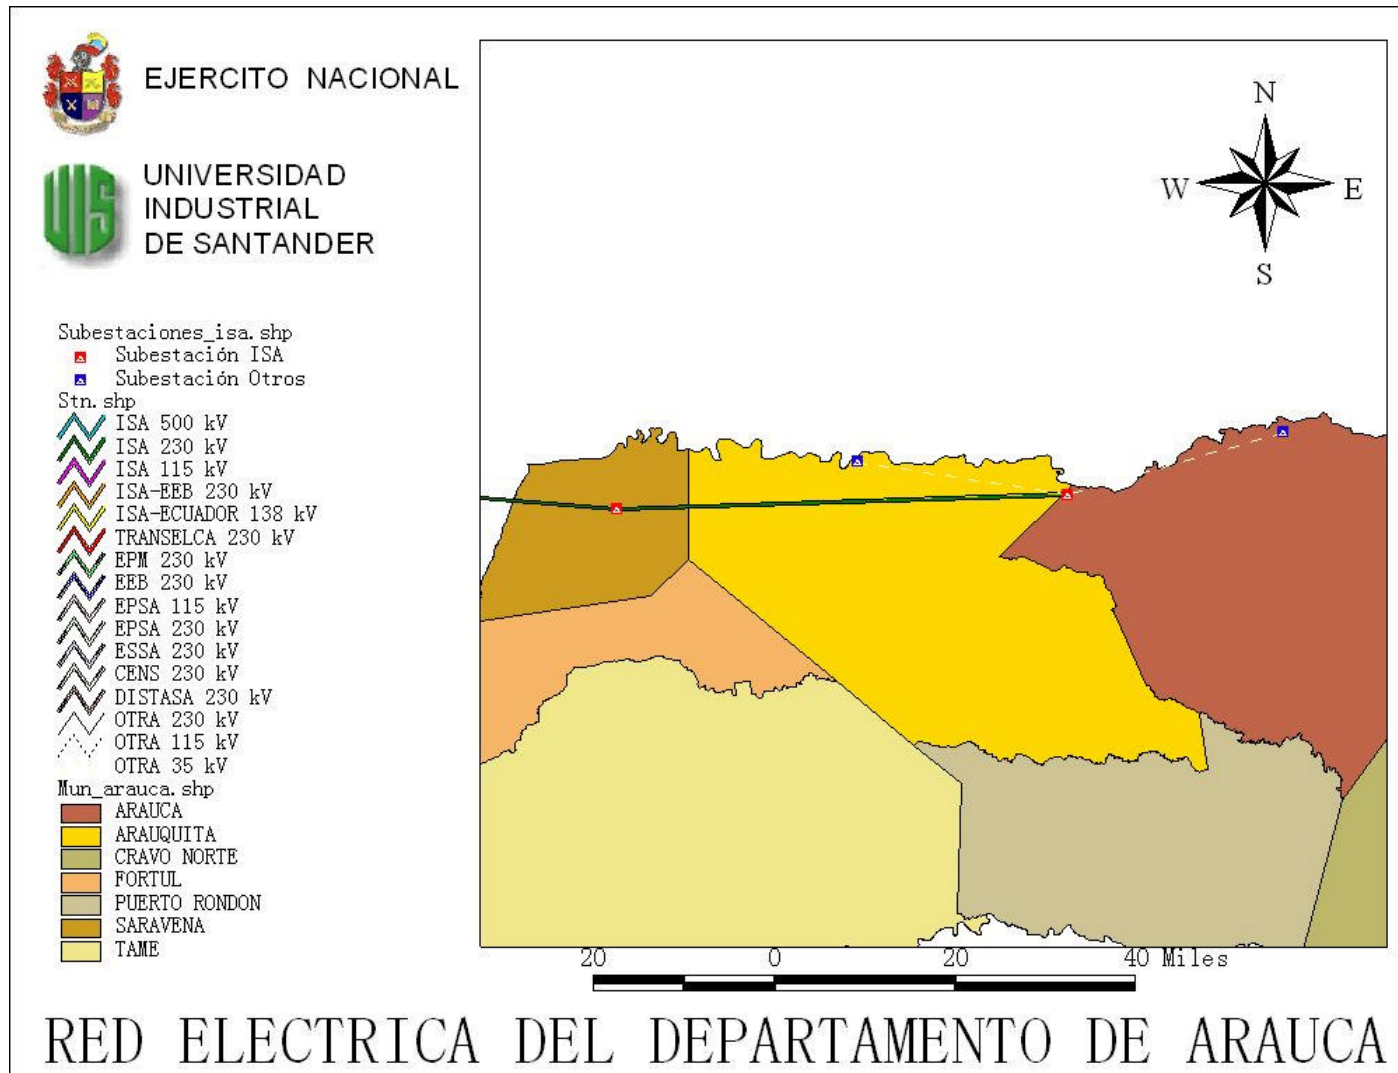 EJERCITO NACIONAL
UIS
UNIVERSIDAD
INDUSTRIAL
DE SANTANDER
N
W E
S
Subestaciones_isa.shp
Subestación ISA
Subestación Otros
Stn.shp
ISA 500 kV
ISA 230 kV
ISA 115 kV
ISA-EEB 230 kV
ISA-ECUADOR 138 kV
TRANSELCA 230 kV
EPM 230 kV
EEB 230 kV
EPSA 115 kV
EPSA 230 kV
ESSA 230 kV
CENS 230 kV
DISTASA 230 kV
OTRA 230 kV
OTRA 115 kV
OTRA 35 kV
Mun_arauca.shp
ARAUCA
ARAUQUITA
CRAVO NORTE
FORTUL
PUERTO RONDON
SARAVENA
TAME
20 0 20 40 Miles
RED ELECTRICA DEL DEPARTAMENTO DE ARAUCA